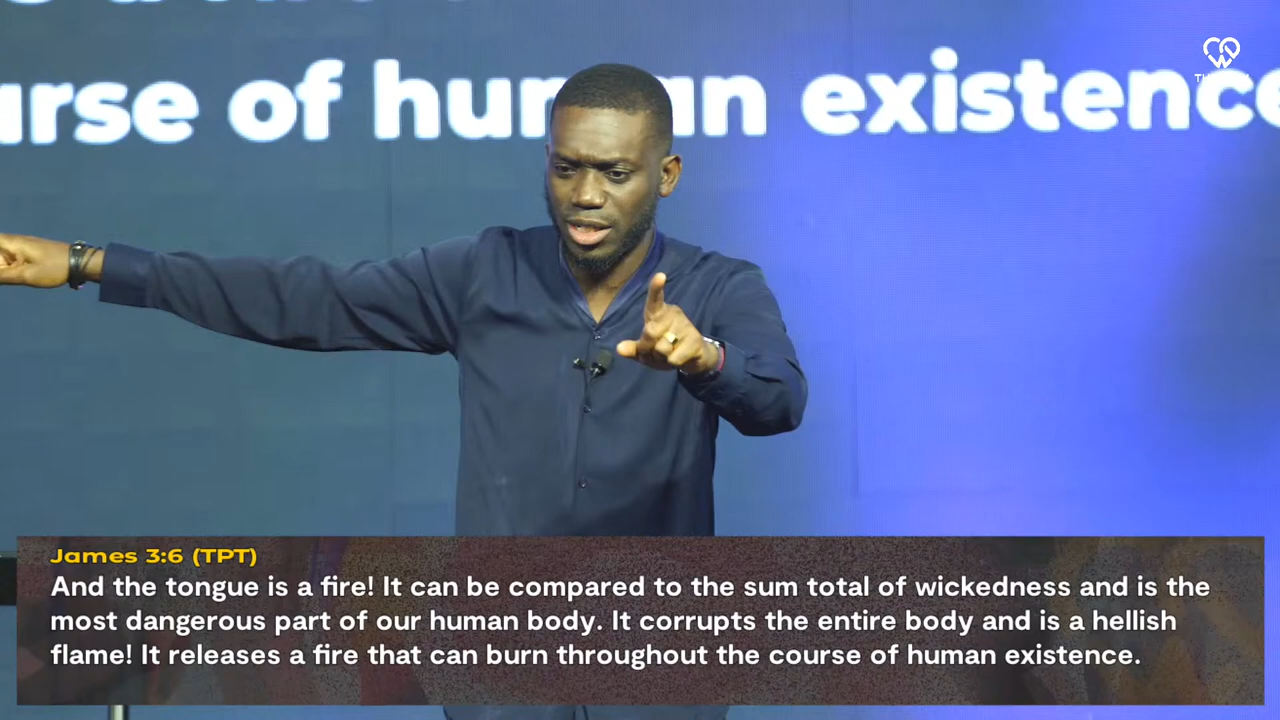 urse of human existence
James 3:6 (TPT)
And the tongue is a fire! It can be compared to the sum total of wickedness and is the
most dangerous part of our human body. It corrupts the entire body and is a hellish
flame! It releases a fire that can burn throughout the course of human existence.